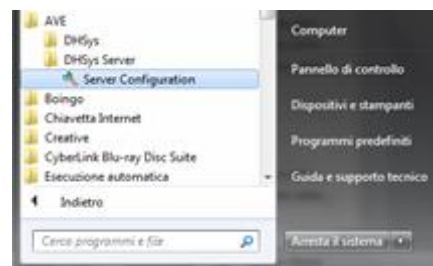 AVE
DHSys
DHSys Server
Server Configuration
Boingo
Chiavetta Internet
Creative
CyberLink Blu-ray Disc Suite
Esecuzione automatica
Indietro
Cerca programmi e file
Computer
Pannello di controllo
Dispositivi e stampanti
Programmi predefiniti
Guida e supporto tecnico
Arresta il sistema